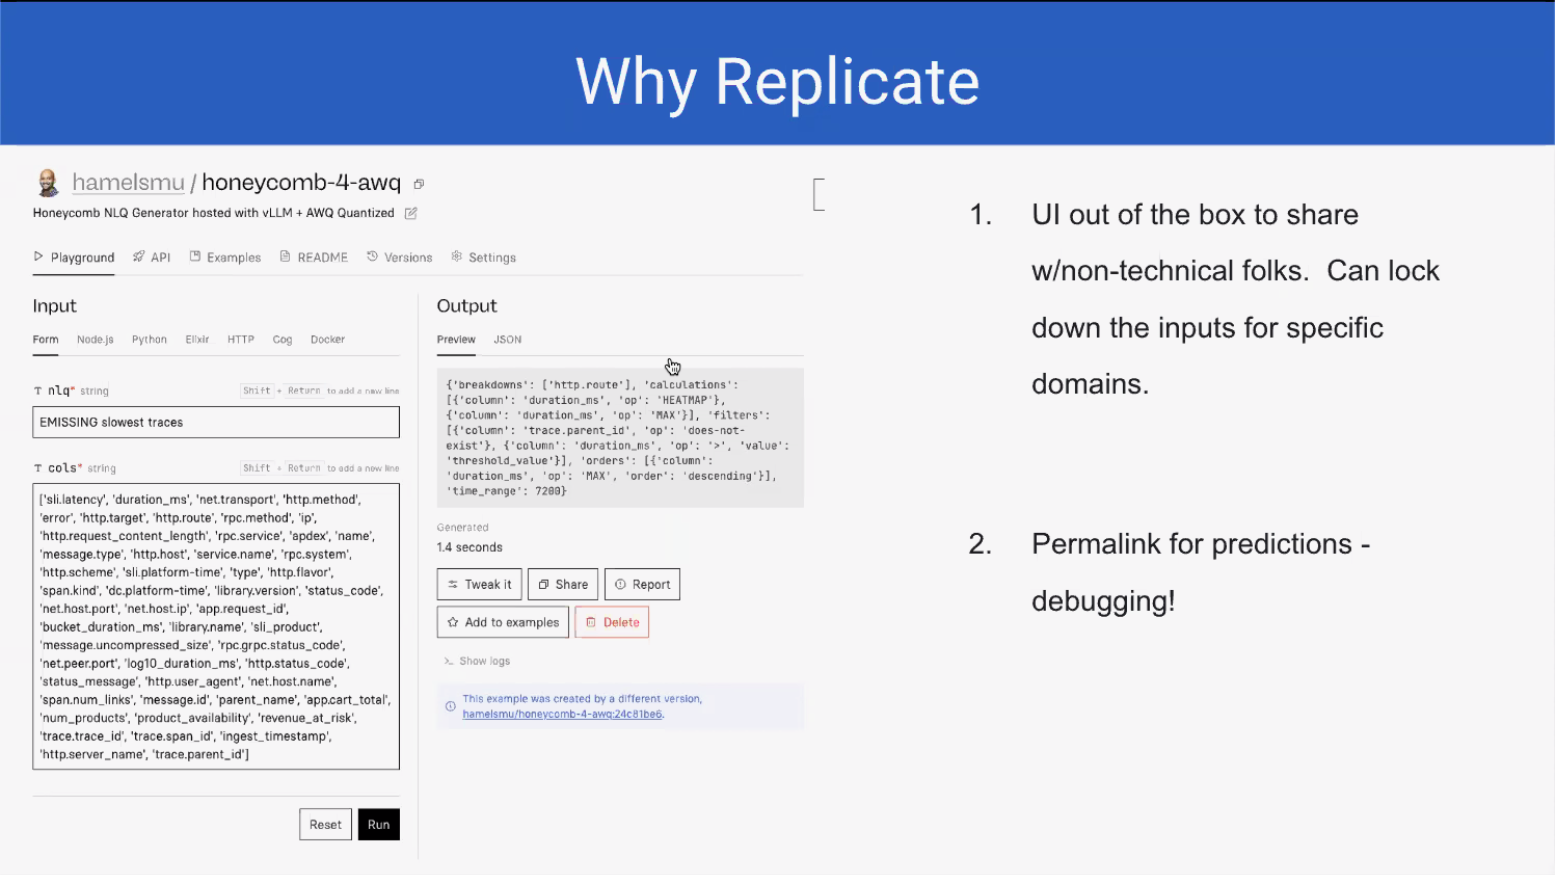 Why Replicate
hamelsmu / honeycomb-4-awq
Honeycomb NLQ Generator hosted with vLLM + AWQ Quantized
Playground API Examples README Versions Settings
Input
Form Node.js Python Elixir HTTP Cog Docker
nlq* string Shift + Return to add a new line
EMISSING slowest traces
cols* string Shift + Return to add a new line
['sli.latency', 'duration_ms', 'net.transport', 'http.method',
'error', 'http.target', 'http.route', 'rpc.method', 'ip',
'http.request_content_length', 'rpc.service', 'apdex', 'name',
'message.type', 'http.host', 'service.name', 'rpc.system',
'http.scheme', 'sli.platform-time', 'type', 'http.flavor',
'span.kind', 'dc.platform-time', 'library.version', 'status_code',
'net.host.port', 'net.host.ip', 'app.request_id',
'bucket_duration_ms', 'library.name', 'sli_product',
'message.uncompressed_size', 'rpc.grpc.status_code',
'net.peer.port', 'log10_duration_ms', 'http.status_code',
'status_message', 'http.user_agent', 'net.host.name',
'span.num_links', 'message.id', 'parent_name', 'app.cart_total',
'num_products', 'product_availability', 'revenue_at_risk',
'trace.trace_id', 'trace.span_id', 'ingest_timestamp',
'http.server_name', 'trace.parent_id']
Reset Run
Output
Preview JSON
{'breakdowns': ['http.route'], 'calculations':
[{'column': 'duration_ms', 'op': 'HEATMAP'},
{'column': 'duration_ms', 'op': 'MAX'}], 'filters':
[{'column': 'trace.parent_id', 'op': 'does-not-
exist'}, {'column': 'duration_ms', 'op': '>', 'value':
'threshold_value'}], 'orders': [{'column':
'duration_ms', 'op': 'MAX', 'order': 'descending'}],
'time_range': 7200}
Generated
1.4 seconds
Tweak it Share Report
Add to examples Delete
Show logs
This example was created by a different version,
hamelsmu/honeycomb-4-awq:24c81be6.
1. UI out of the box to share
w/non-technical folks. Can lock
down the inputs for specific
domains.
2. Permalink for predictions -
debugging!